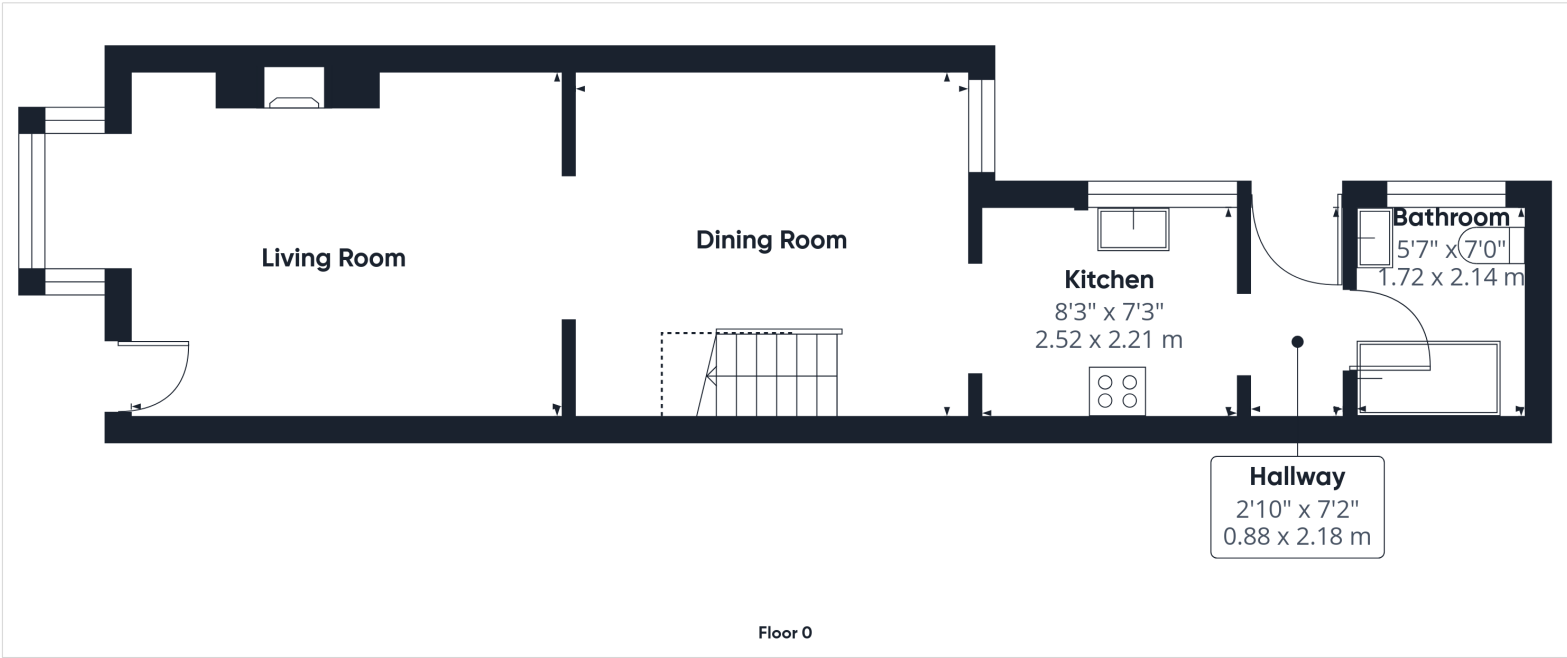 Living Room
Dining Room
Kitchen
8'3" x 7'3"
2.52 x 2.21 m
Bathroom
5'7" x 7'0"
1.72 x 2.14 m
Hallway
2'10" x 7'2"
0.88 x 2.18 m
Floor 0